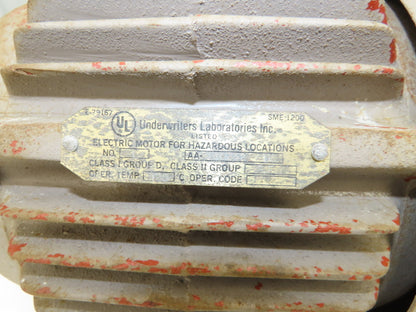 E-79167 SME-1200
UL Underwriters Laboratories Inc.
LISTED
ELECTRIC MOTOR FOR HAZARDOUS LOCATIONS
NO. AA-
CLASS I GROUP D, CLASS II GROUP
OPER. TEMP. °C OPER. CODE